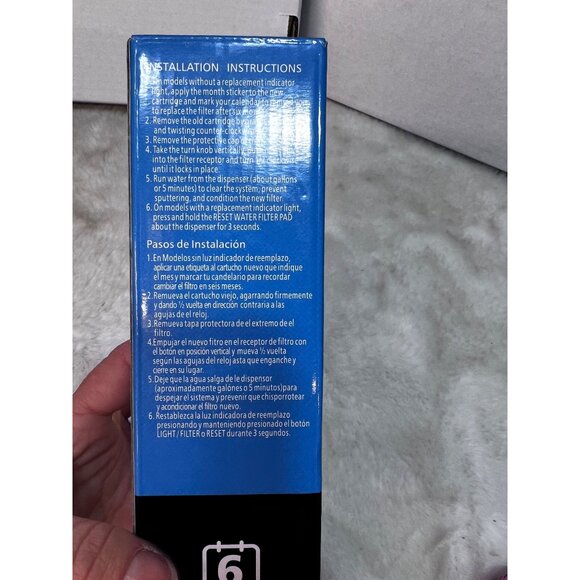 INSTALLATION INSTRUCTIONS
models without a replacement indicator
light, apply the month sticker to the new
cartridge and mark your calendar to
to replace the filter after six
2. Remove the old cartridge by
and twisting counter-clockwise
3. Remove the protective cap
4. Take the turn knob vertically,
into the filter receptor and turn
until it locks in place.
5. Run water from the dispenser (about gallons
or 5 minutes) to clear the system, prevent
sputtering, and condition the new filter.
6. On models with a replacement indicator light,
press and hold the RESET WATER FILTER PAD
about the dispenser for 3 seconds.
Pasos de Instalación
1.En Modelos sin luz indicador de reemplazo,
aplicar una etiqueta al cartucho nuevo que indique
el mes y marcar tu candelario para recordar
cambiar el filtro en seis meses.
2.Remueva el cartucho viejo, agarrando firmemente
y dando ½ vuelta en dirección contraria a las
agujas de el reloj.
3.Remueva tapa protectora de el extremo de el
filtro.
4.Empujar el nuevo fitro en el receptor de filtro con
el botón en posición vertical y mueva ½ vuelta
según las agujas del reloj asta que enganche y
cierre en su lugar.
5.Deje que la agua salga de le dispensor
(aproximadamente galónes o 5 minutos)para
despejar el sistema y prevenir que chisporrotear
y acondicionar el filtro nuevo.
6. Restablezca la luz indicadora de reemplazo
presionando y manteniendo presionado el botón
LIGHT / FILTER o RESET durante 3 segundos.
6